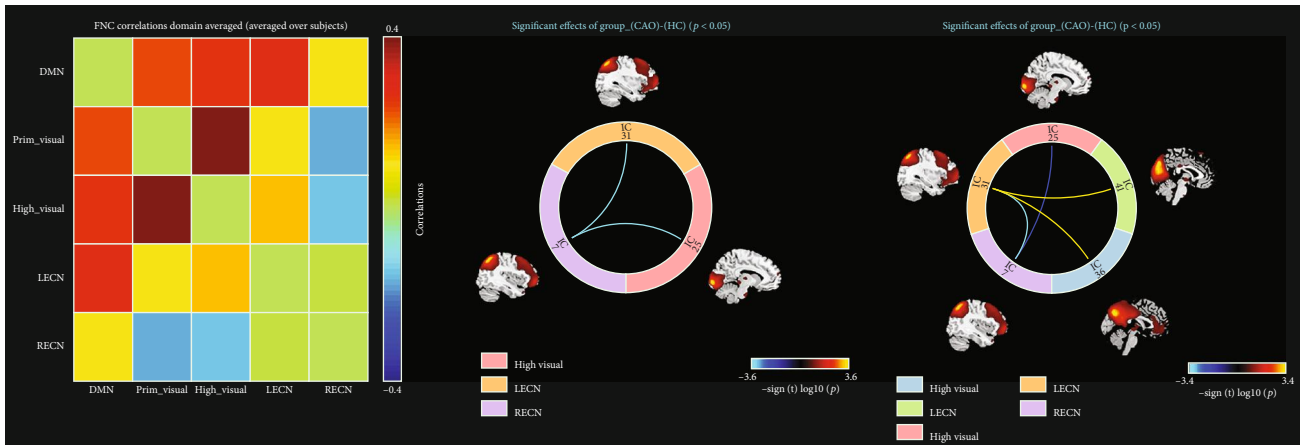 FNC correlations domain averaged (averaged over subjects)
DMN
Prim_visual
High_visual
LECN
RECN
DMN
Prim_visual
High_visual
LECN
RECN
0.4
Correlations
−0.4
Significant effects of group_(CAO)-(HC) (p < 0.05)
IC
31
IC
7
IC
25
High visual
LECN
RECN
−3.6
3.6
−sign (t) log10 (p)
Significant effects of group_(CAO)-(HC) (p < 0.05)
IC
25
IC
31
IC
41
IC
7
IC
36
High visual
LECN
High visual
LECN
RECN
−3.4
3.4
−sign (t) log10 (p)